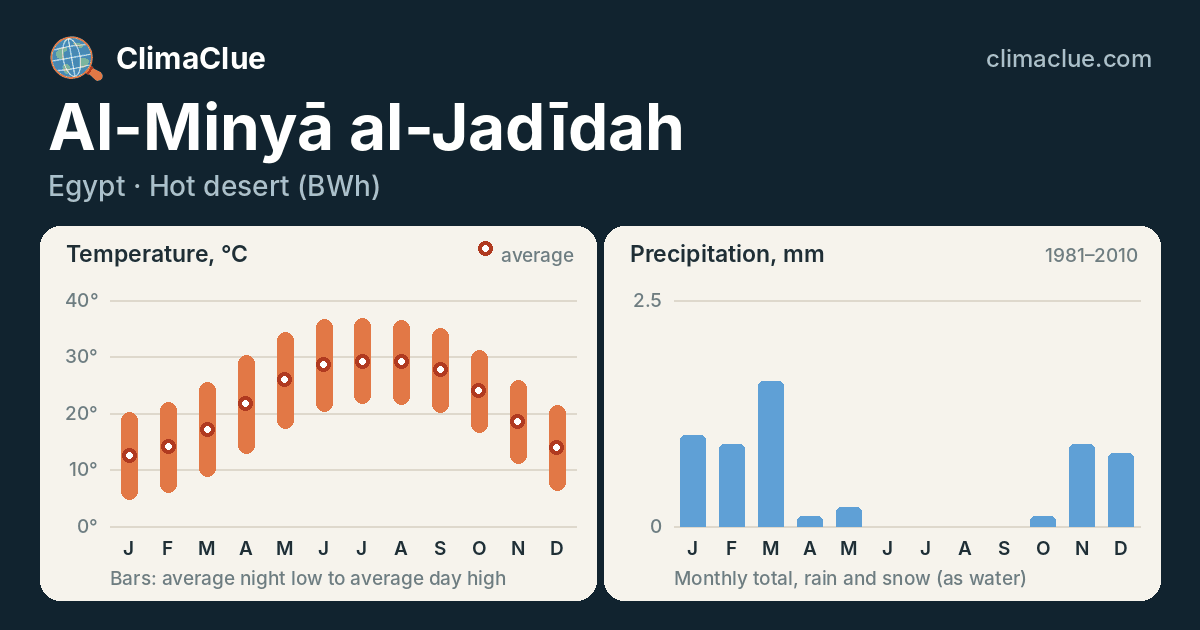 ClimaClue
climaclue.com
Al-Minyā al-Jadīdah
Egypt · Hot desert (BWh)
Temperature, °C
average
40°
30°
20°
10°
0°
J F M A M J J A S O N D
Bars: average night low to average day high
Precipitation, mm
1981–2010
2.5
0
J F M A M J J A S O N D
Monthly total, rain and snow (as water)